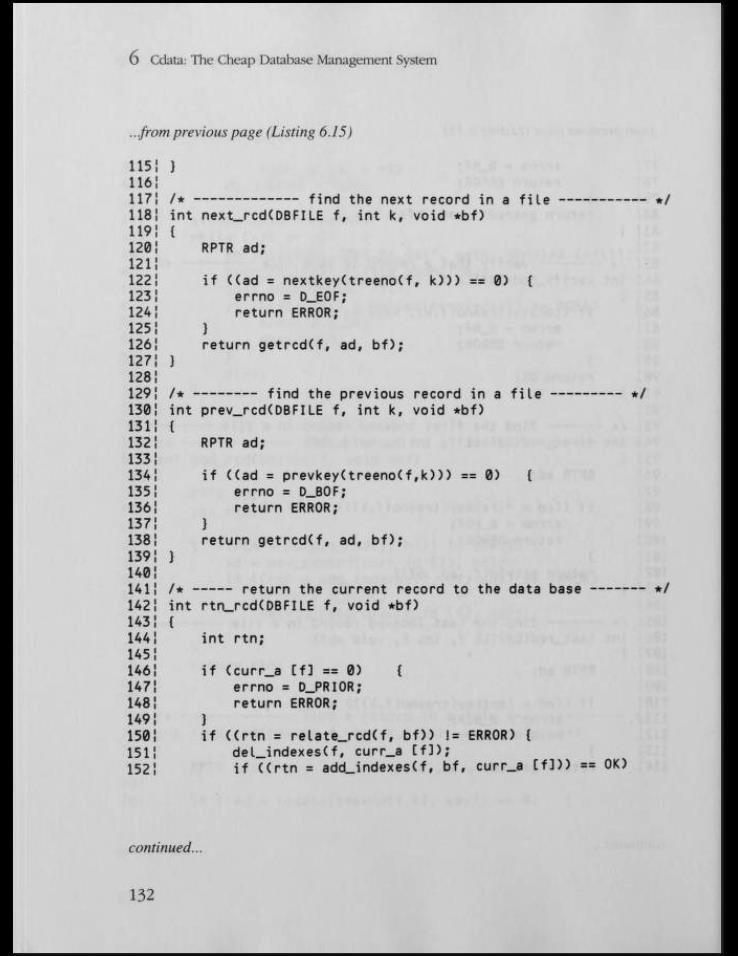 6 Cdata: The Cheap Database Management System
...from previous page (Listing 6.15)
115¦ }
116¦
117¦ /* ------------- find the next record in a file ----------- */
118¦ int next_rcd(DBFILE f, int k, void *bf)
119¦ {
120¦     RPTR ad;
121¦
122¦     if ((ad = nextkey(treeno(f, k))) == 0)  {
123¦         errno = D_EOF;
124¦         return ERROR;
125¦     }
126¦     return getrcd(f, ad, bf);
127¦ }
128¦
129¦ /* -------- find the previous record in a file --------- */
130¦ int prev_rcd(DBFILE f, int k, void *bf)
131¦ {
132¦     RPTR ad;
133¦
134¦     if ((ad = prevkey(treeno(f,k))) == 0)   {
135¦         errno = D_BOF;
136¦         return ERROR;
137¦     }
138¦     return getrcd(f, ad, bf);
139¦ }
140¦
141¦ /* ----- return the current record to the data base ------- */
142¦ int rtn_rcd(DBFILE f, void *bf)
143¦ {
144¦     int rtn;
145¦
146¦     if (curr_a [f] == 0)    {
147¦         errno = D_PRIOR;
148¦         return ERROR;
149¦     }
150¦     if ((rtn = relate_rcd(f, bf)) != ERROR) {
151¦         del_indexes(f, curr_a [f]);
152¦         if ((rtn = add_indexes(f, bf, curr_a [f])) == OK)
continued...
132